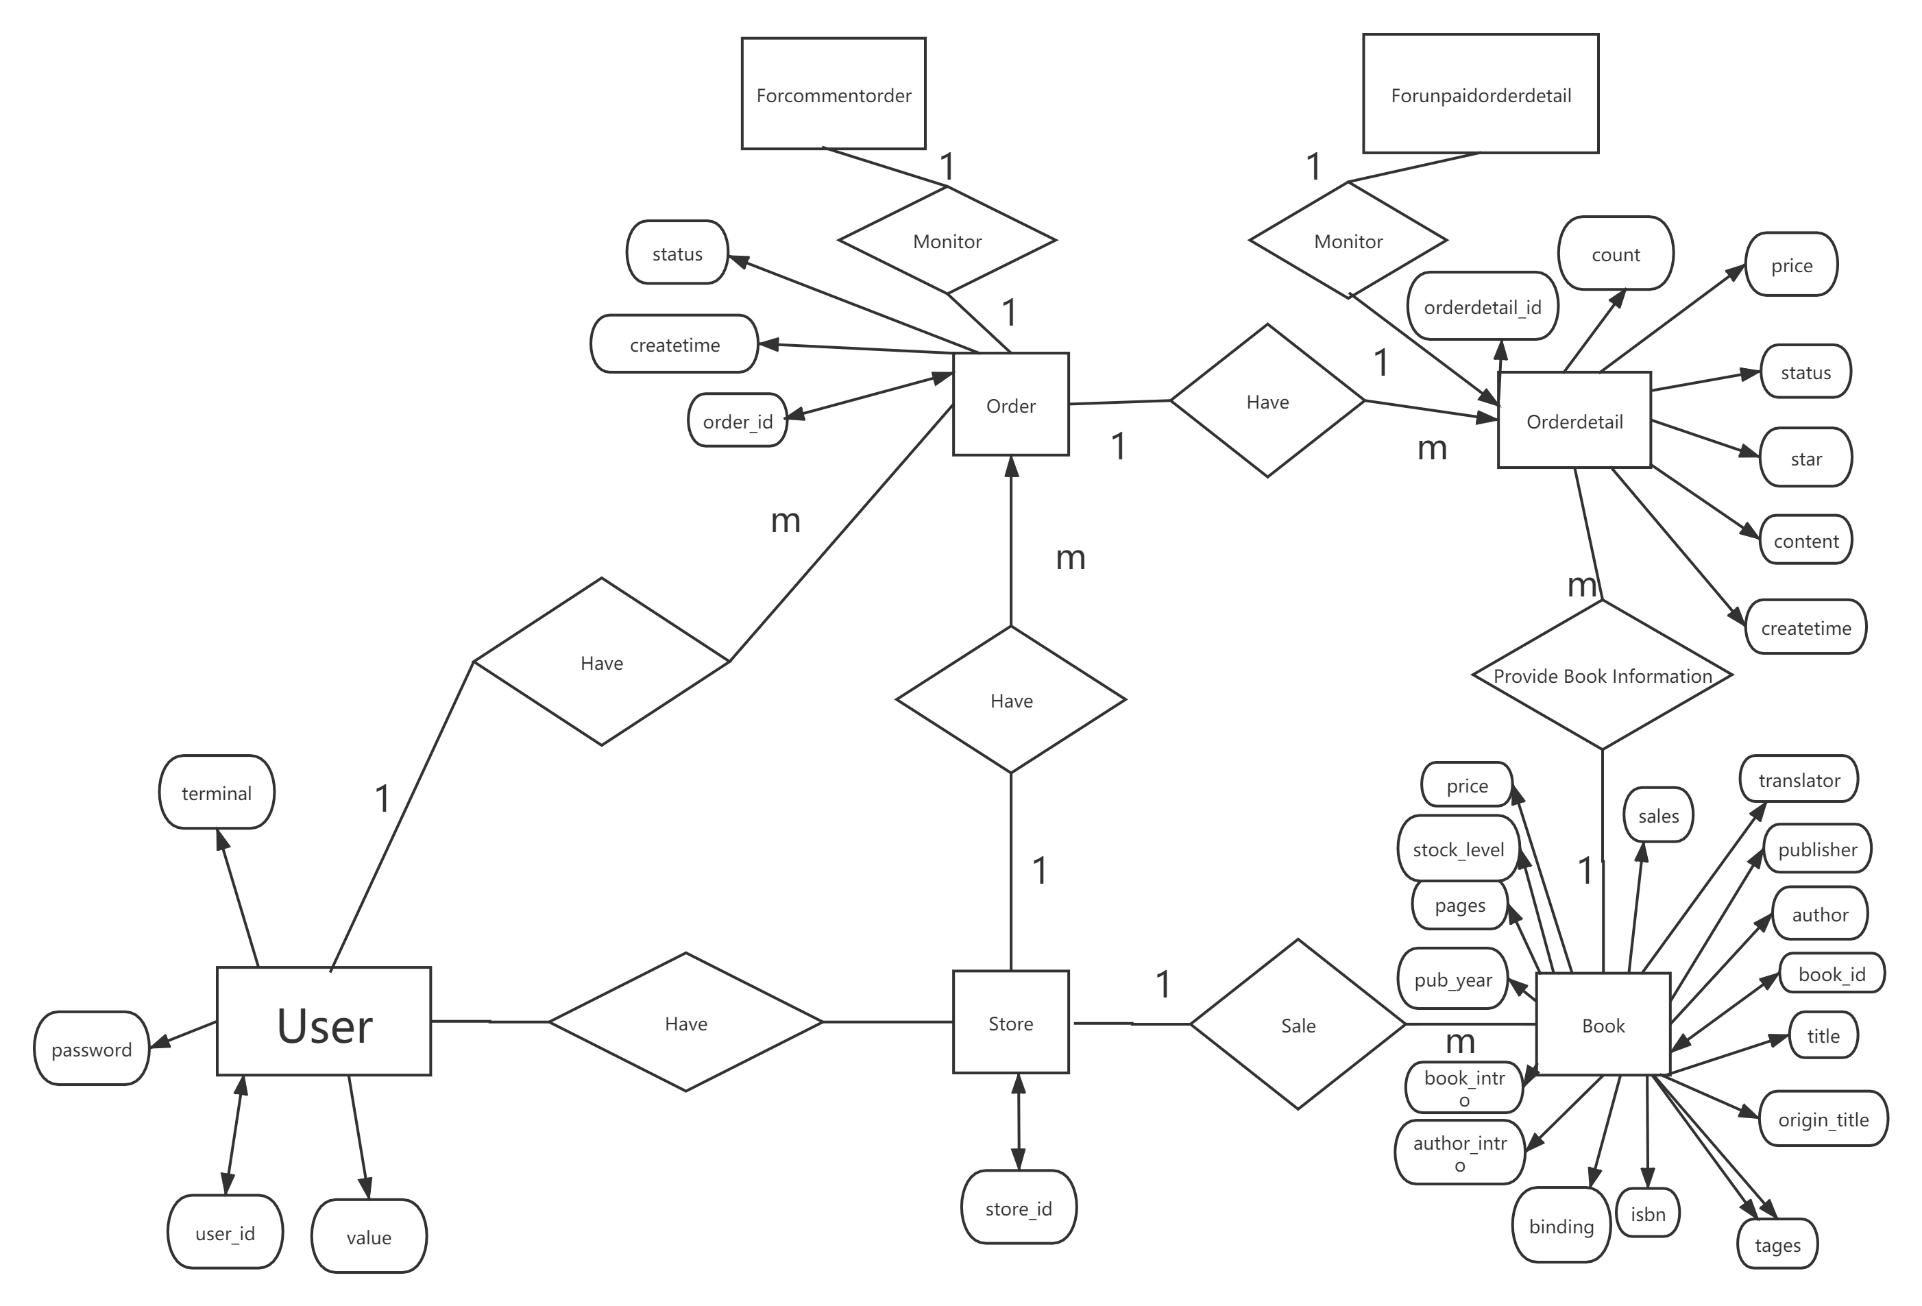 Forcommentorder
Forunpaidorderdetail
1
1
Monitor
Monitor
status
count
price
orderdetail_id
1
createtime
1
status
order_id
Order
Have
Orderdetail
1
m
star
m
m
content
m
createtime
Have
Provide Book Information
Have
terminal
1
price
translator
sales
stock_level
publisher
1
1
pages
author
pub_year
book_id
1
User
Have
Store
Sale
Book
title
m
password
book_intr
o
origin_title
author_intr
o
user_id
value
store_id
binding
isbn
tages